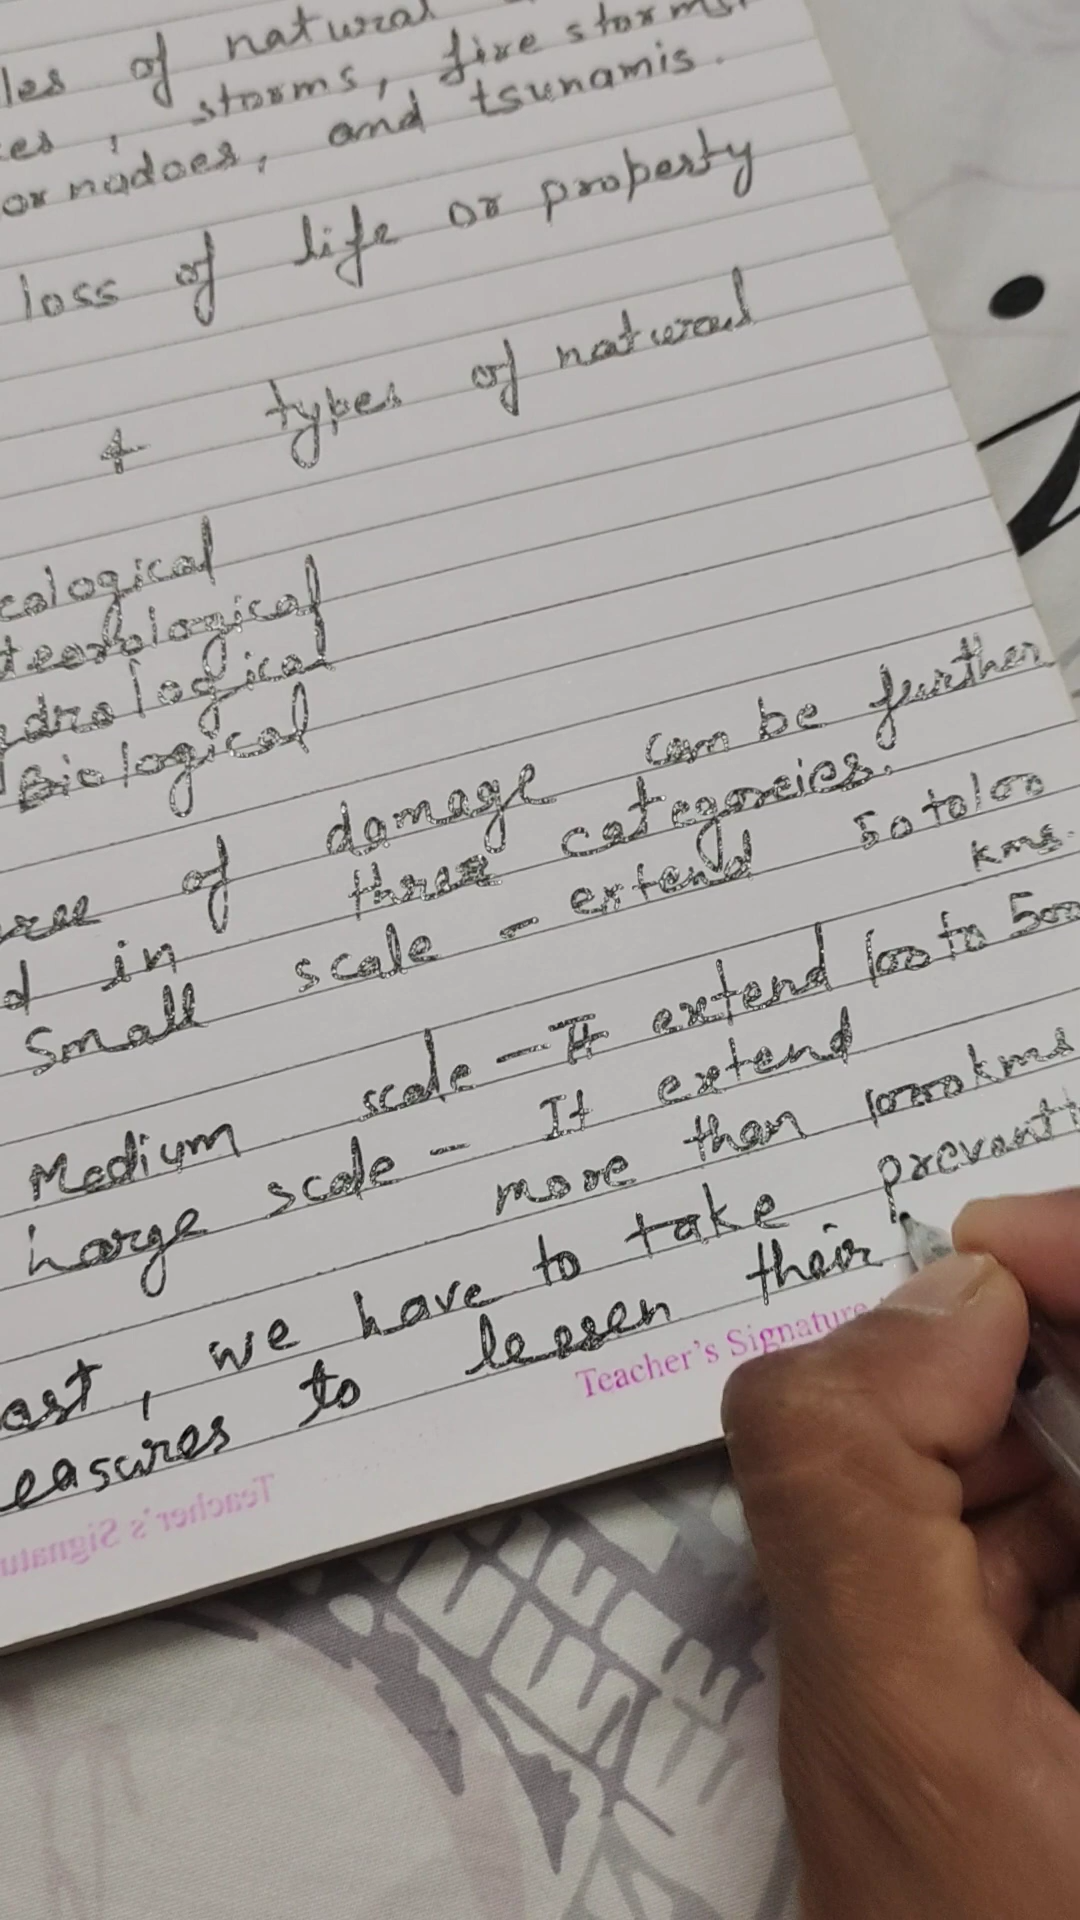 les of natural
es, storms, fire storms,
ornadoes, and tsunamis.
loss of life or property
4 types of natural
cological
teorological
drological
Biological
ree of damage can be further
d in three categories.
Small scale - extend 50 to 100
kms.
Medium scale - It extend 100 to 500
Large scale - It extend
more than 1000 kms
ast, we have to take prevanti
easures to lessen their
Teacher's Signature
Teacher's Signatu